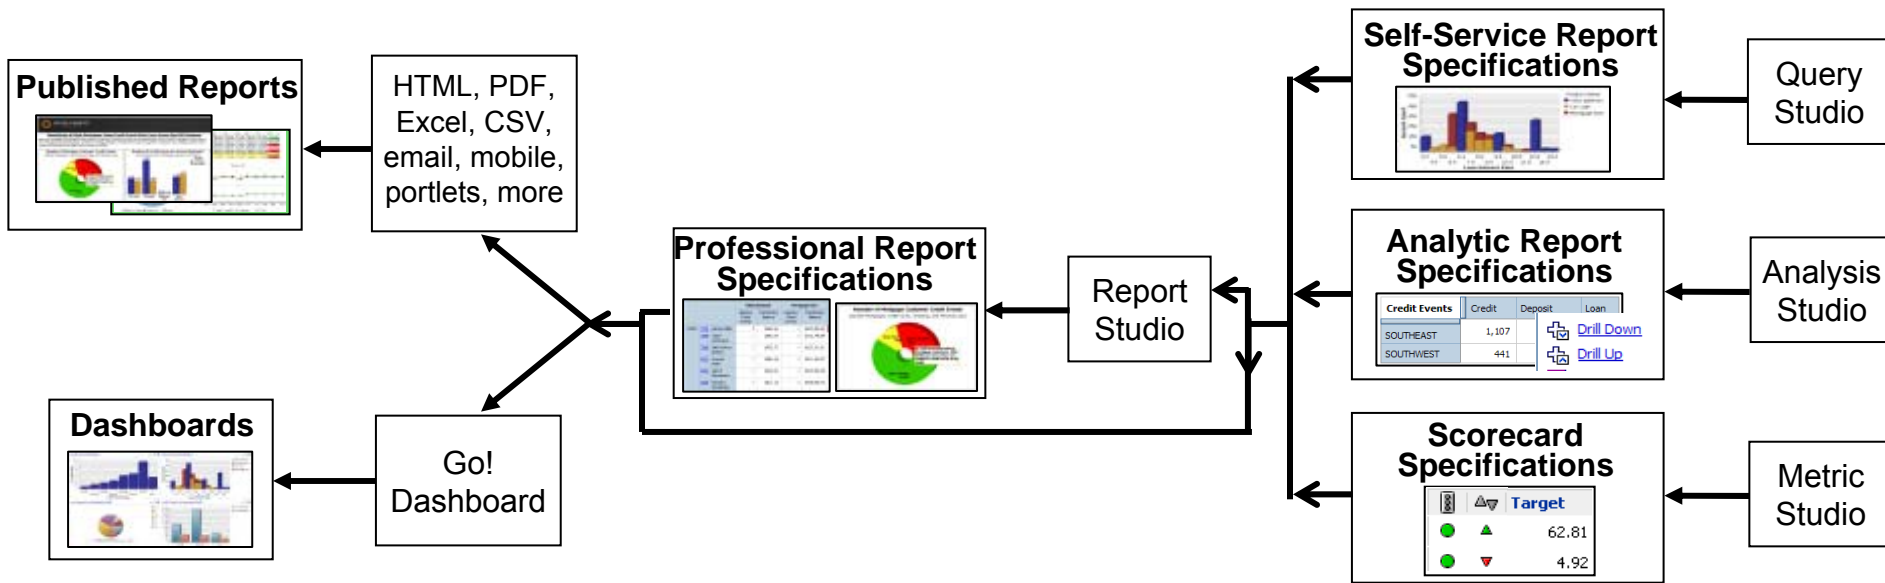 Published Reports
HTML, PDF,
Excel, CSV,
email, mobile,
portlets, more
Dashboards
Go!
Dashboard
Professional Report
Specifications
Report
Studio
Self-Service Report
Specifications
Query
Studio
Analytic Report
Specifications
Credit Events Credit Deposit Loan
SOUTHEAST 1,107
SOUTHWEST 441
Drill Down
Drill Up
Analysis
Studio
Scorecard
Specifications
Target
62.81
4.92
Metric
Studio